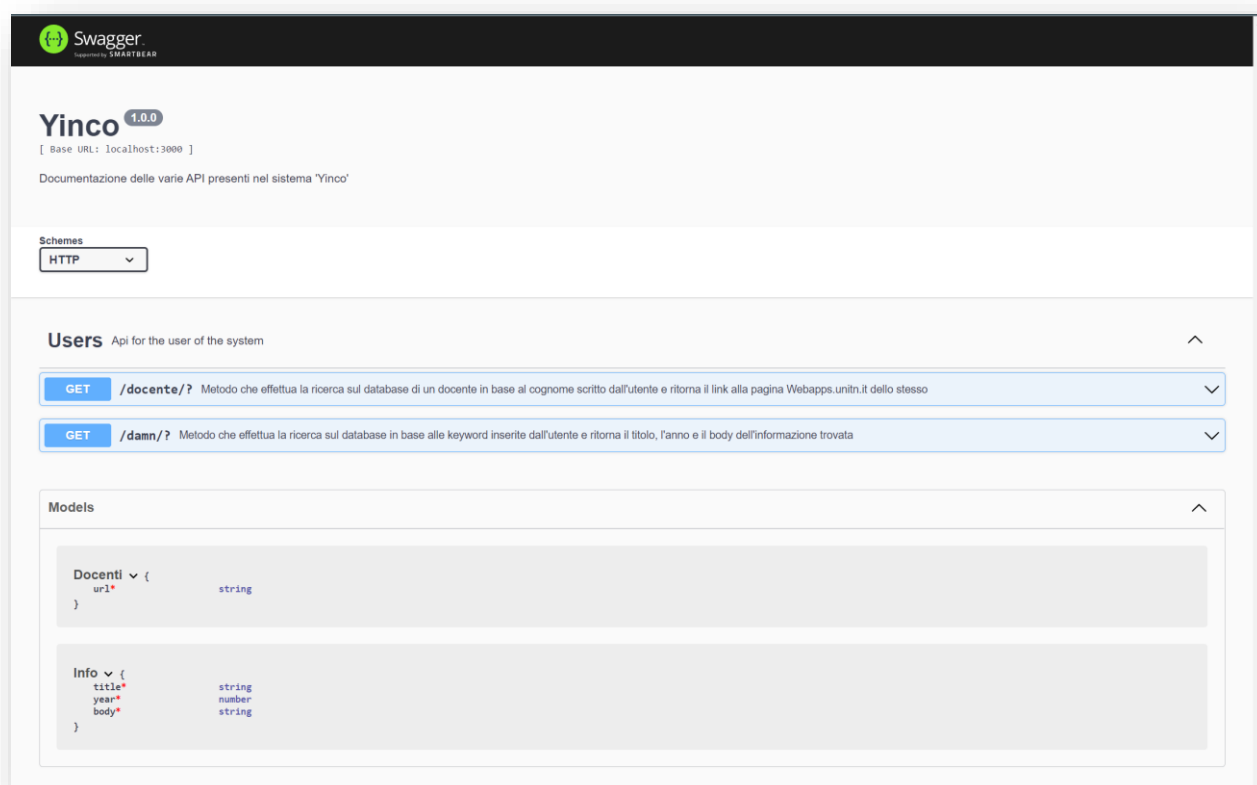 {··} Swagger.
Supported by SMARTBEAR
Yinco 1.0.0
[ Base URL: localhost:3000 ]
Documentazione delle varie API presenti nel sistema 'Yinco'
Schemes
HTTP
Users Api for the user of the system
GET /docente/? Metodo che effettua la ricerca sul database di un docente in base al cognome scritto dall'utente e ritorna il link alla pagina Webapps.unitn.it dello stesso
GET /damn/? Metodo che effettua la ricerca sul database in base alle keyword inserite dall'utente e ritorna il titolo, l'anno e il body dell'informazione trovata
Models
Docenti {
url* string
}
Info {
title* string
year* number
body* string
}